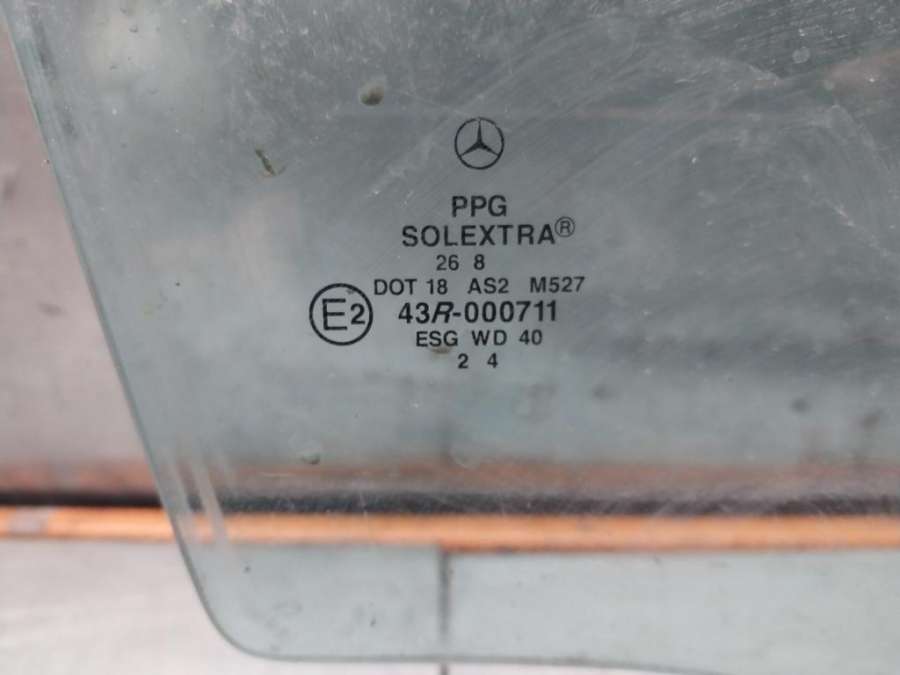 PPG
SOLEXTRA®
26 8
DOT 18 AS2 M527
E2 43R-000711
ESG WD 40
2 4